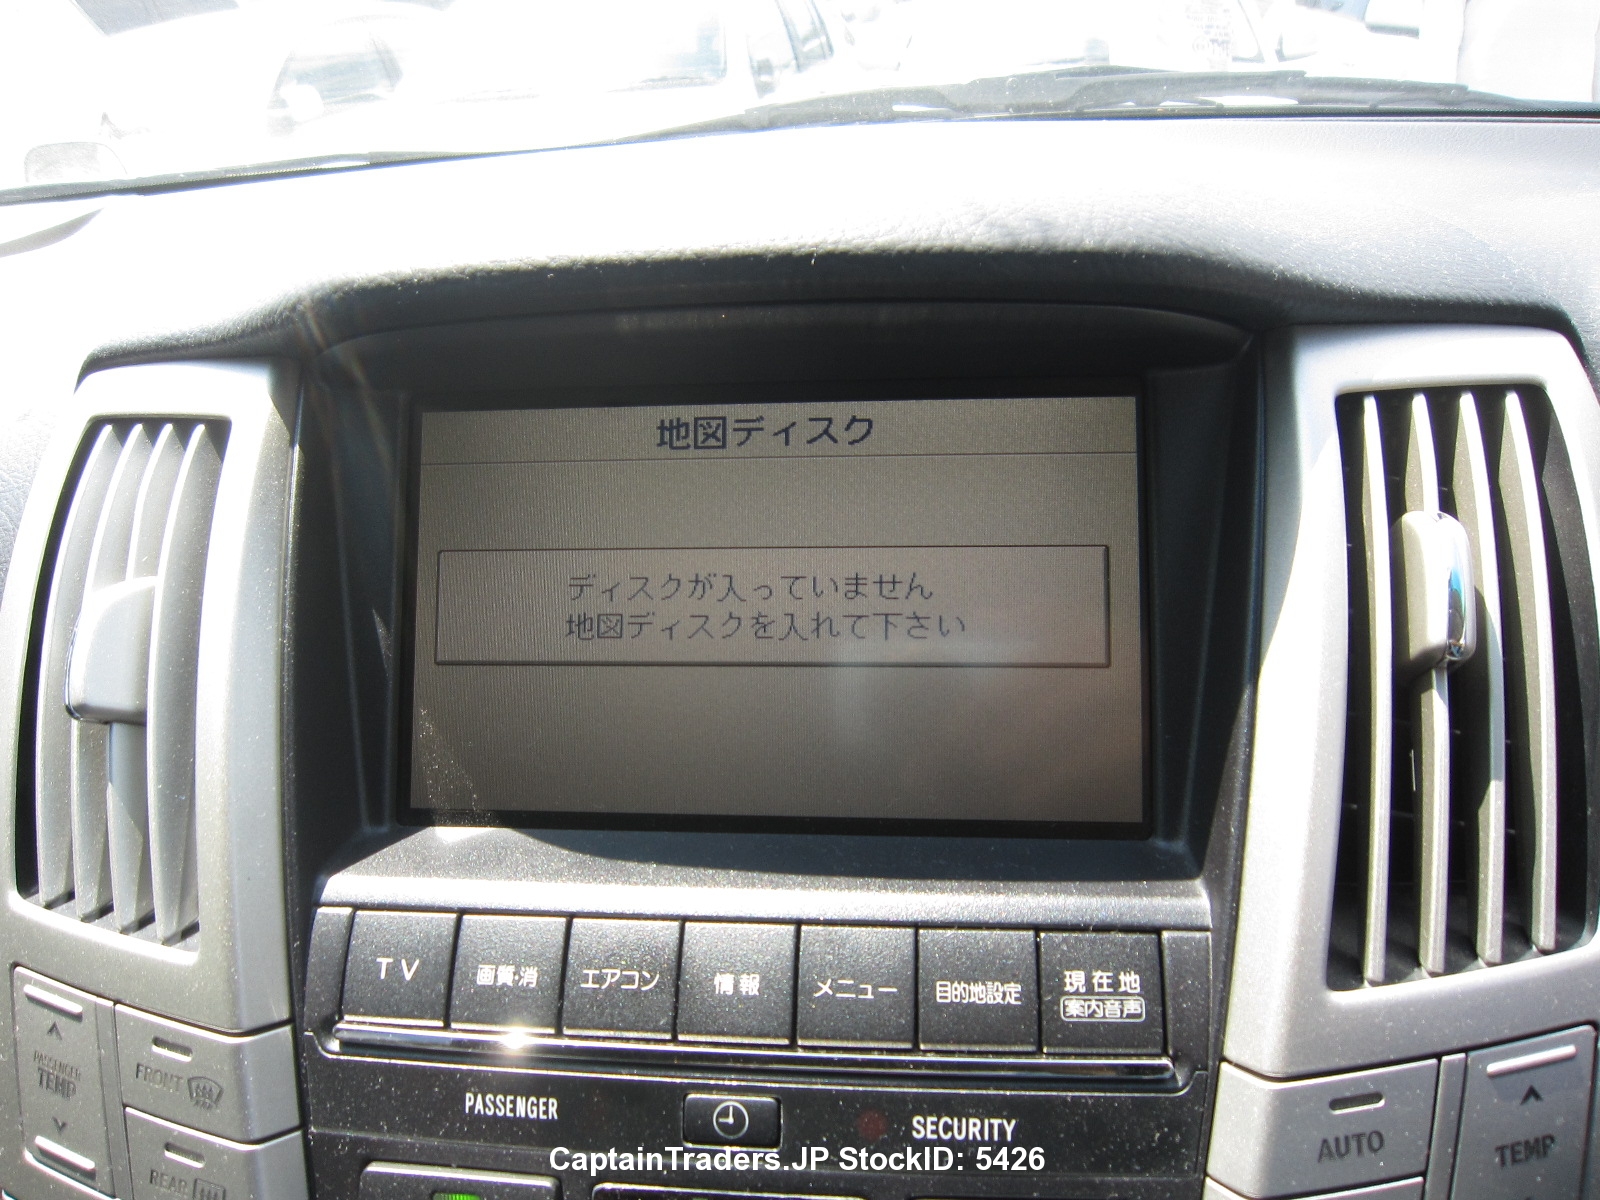 地図ディスク
ディスクが入っていません
地図ディスクを入れて下さい
TV
画質・消
エアコン
情報
メニュー
目的地設定
現在地
案内音声
PASSENGER
TEMP
FRONT
REAR
PASSENGER
SECURITY
AUTO
TEMP
CaptainTraders.JP StockID: 5426